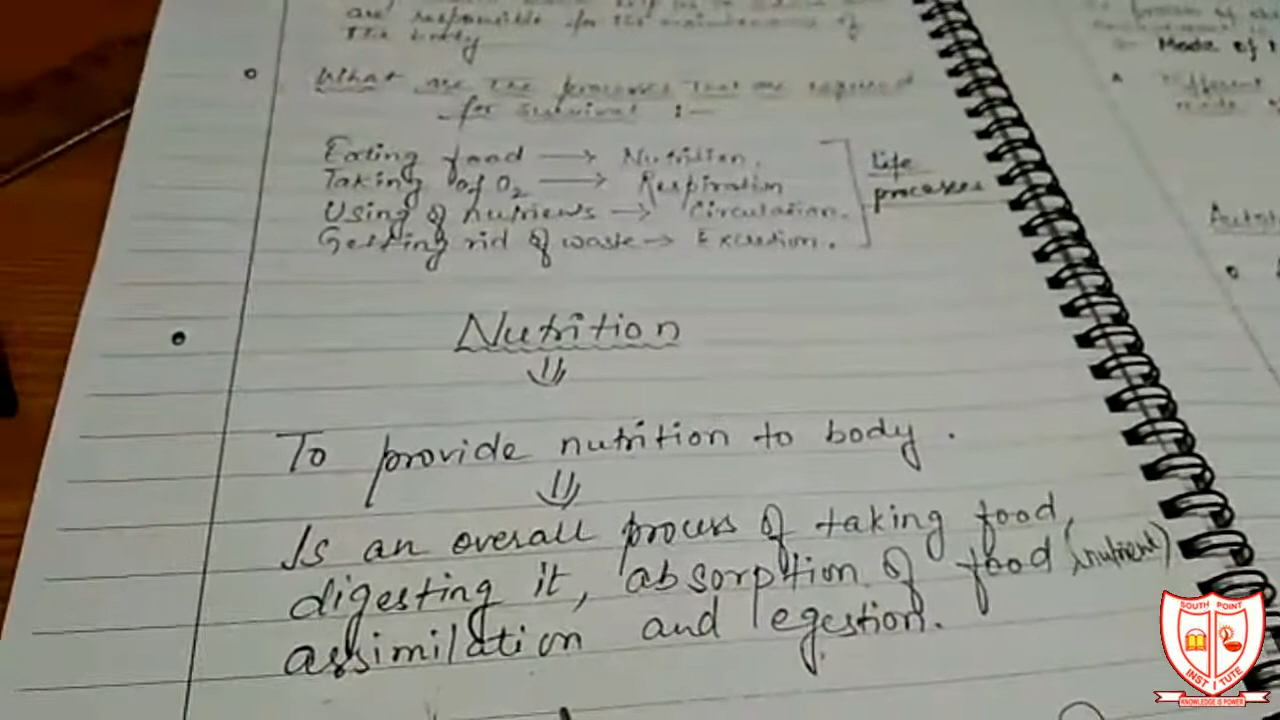 are responsible for the maintenance of
The body
What are the processes that are required
for survival :-
Eating food → Nutrition.
Taking of O₂ → Respiration
Using of nutriews → Circulation.
Getting rid of waste → Excretion.
Life
processes
Nutrition
To provide nutrition to body.
Is an overall process of taking food,
digesting it, absorption of food (nutrient)
assimilation and egestion.
Mode of
Different
made
SOUTH POINT
INSTITUTE
KNOWLEDGE IS POWER